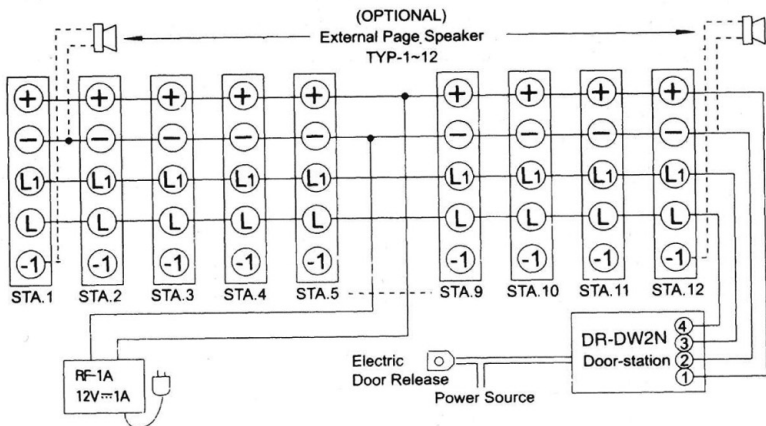 (OPTIONAL)
External Page Speaker
TYP-1~12
+ + + + + + + + +
− − − − − − − − −
L1 L1 L1 L1 L1 L1 L1 L1 L1
L L L L L L L L L
-1 -1 -1 -1 -1 -1 -1 -1 -1
STA.1 STA.2 STA.3 STA.4 STA.5 STA.9 STA.10 STA.11 STA.12
RF-1A
12V⎓1A
Electric
Door Release
Power Source
DR-DW2N
Door-station
4
3
2
1